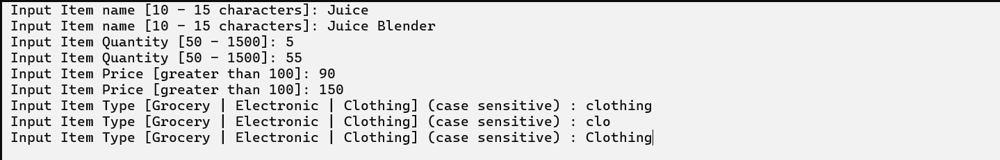 Input Item name [10 - 15 characters]: Juice
Input Item name [10 - 15 characters]: Juice Blender
Input Item Quantity [50 - 1500]: 5
Input Item Quantity [50 - 1500]: 55
Input Item Price [greater than 100]: 90
Input Item Price [greater than 100]: 150
Input Item Type [Grocery | Electronic | Clothing] (case sensitive) : clothing
Input Item Type [Grocery | Electronic | Clothing] (case sensitive) : clo
Input Item Type [Grocery | Electronic | Clothing] (case sensitive) : Clothing